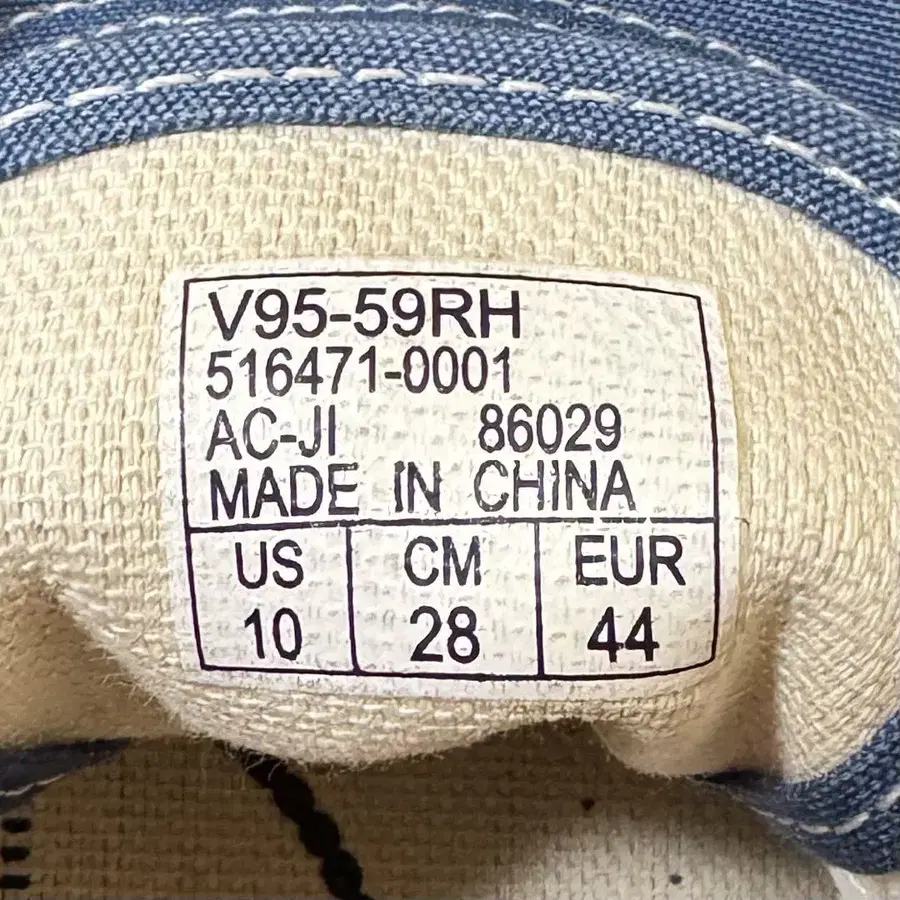 V95-59RH
516471-0001
AC-JI 86029
MADE IN CHINA
US CM EUR
10 28 44